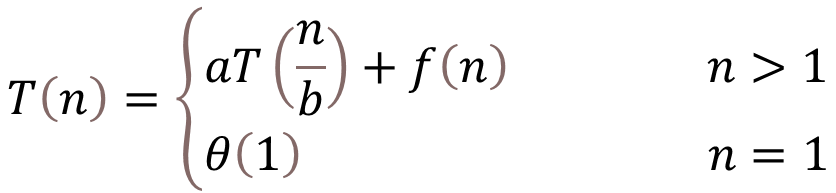 T(n) = { aT(n/b) + f(n) n > 1
θ(1) n = 1